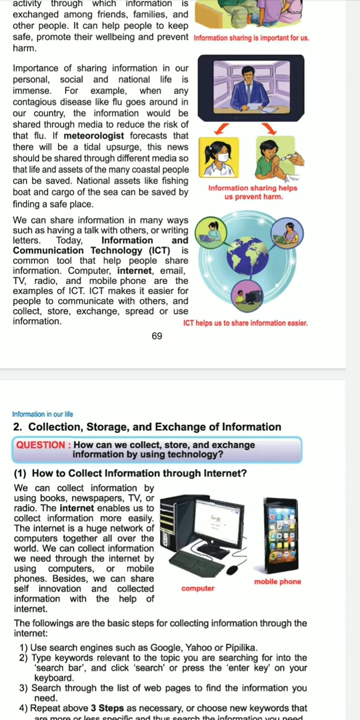 activity through which information is
exchanged among friends, families, and
other people. It can help people to keep
safe, promote their wellbeing and prevent
harm.
Information sharing is important for us.
Importance of sharing information in our
personal, social and national life is
immense. For example, when any
contagious disease like flu goes around in
our country, the information would be
shared through media to reduce the risk of
that flu. If meteorologist forecasts that
there will be a tidal upsurge, this news
should be shared through different media so
that life and assets of the many coastal people
can be saved. National assets like fishing
boat and cargo of the sea can be saved by
finding a safe place.
Information sharing helps
us prevent harm.
We can share information in many ways
such as having a talk with others, or writing
letters. Today, Information and
Communication Technology (ICT) is
common tool that help people share
information. Computer, internet, email,
TV, radio, and mobile phone are the
examples of ICT. ICT makes it easier for
people to communicate with others, and
collect, store, exchange, spread or use
information.
ICT helps us to share information easier.
69
Information in our life
2. Collection, Storage, and Exchange of Information
QUESTION : How can we collect, store, and exchange
information by using technology?
(1) How to Collect Information through Internet?
We can collect information by
using books, newspapers, TV, or
radio. The internet enables us to
collect information more easily.
The internet is a huge network of
computers together all over the
world. We can collect information
we need through the internet by
using computers, or mobile
phones. Besides, we can share
self innovation and collected
information with the help of
internet.
computer
mobile phone
The followings are the basic steps for collecting information through the
internet:
1) Use search engines such as Google, Yahoo or Pipilika.
2) Type keywords relevant to the topic you are searching for into the
'search bar', and click 'search' or press the 'enter key' on your
keyboard.
3) Search through the list of web pages to find the information you
need.
4) Repeat above 3 Steps as necessary, or choose new keywords that
are more or less specific and thus search the information you need